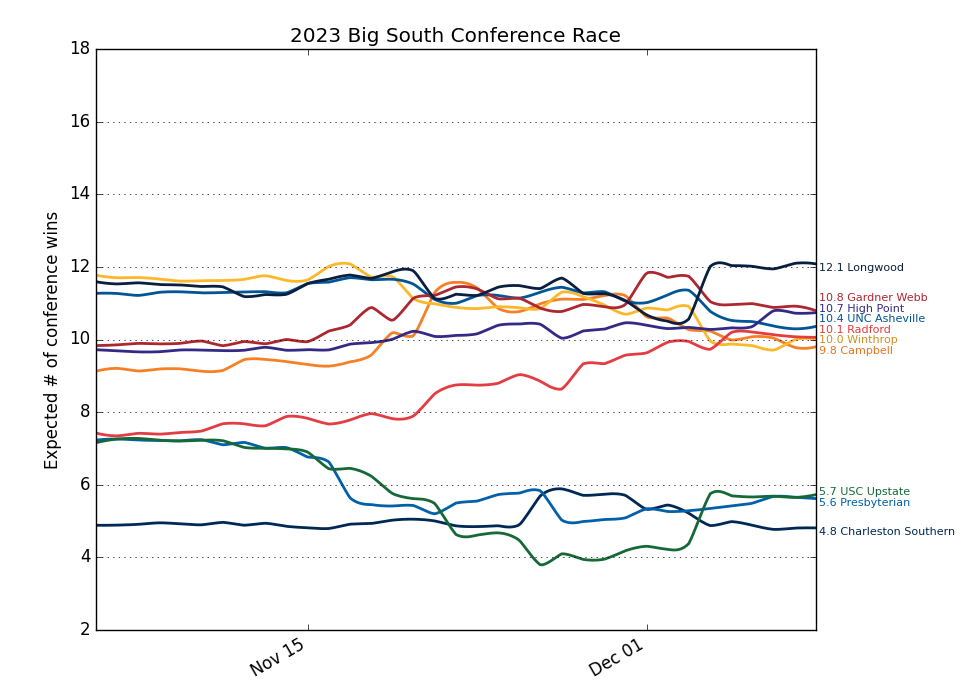 2023 Big South Conference Race
Expected # of conference wins
18
16
14
12
10
8
6
4
2
Nov 15
Dec 01
12.1 Longwood
10.8 Gardner Webb
10.7 High Point
10.4 UNC Asheville
10.1 Radford
10.0 Winthrop
9.8 Campbell
5.7 USC Upstate
5.6 Presbyterian
4.8 Charleston Southern